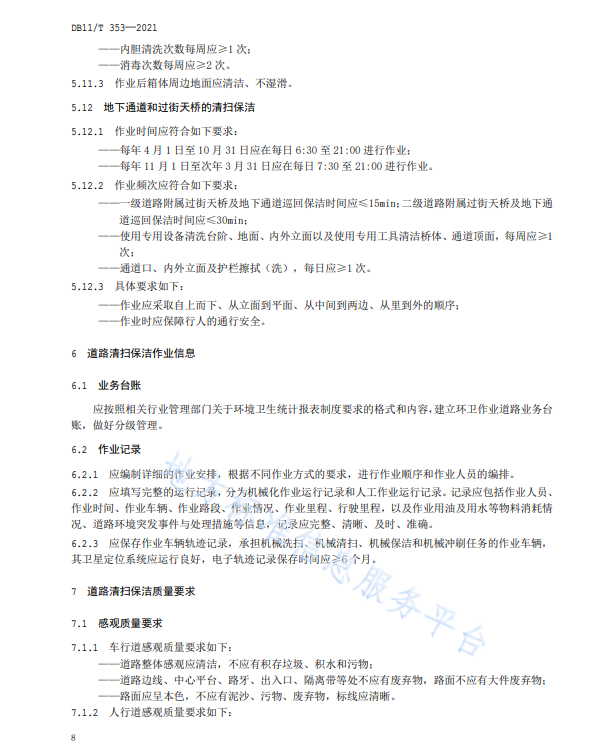 DB11/T 353—2021
——内胆清洗次数每周应≥1 次;
——消毒次数每周应≥2 次。
5.11.3 作业后箱体周边地面应清洁、不湿滑。
5.12 地下通道和过街天桥的清扫保洁
5.12.1 作业时间应符合如下要求:
——每年 4 月 1 日至 10 月 31 日应在每日 6:30 至 21:00 进行作业;
——每年 11 月 1 日至次年 3 月 31 日应在每日 7:30 至 21:00 进行作业。
5.12.2 作业频次应符合如下要求:
——一级道路附属过街天桥及地下通道巡回保洁时间应≤15min;二级道路附属过街天桥及地下通
道巡回保洁时间应≤30min;
——使用专用设备清洗台阶、地面、内外立面以及使用专用工具清洁桥体、通道顶面,每周应≥1
次;
——通道口、内外立面及护栏擦拭（洗）,每日应≥1 次。
5.12.3 具体要求如下:
——作业应采取自上而下、从立面到平面、从中间到两边、从里到外的顺序;
——作业时应保障行人的通行安全。
6 道路清扫保洁作业信息
6.1 业务台账
应按照相关行业管理部门关于环境卫生统计报表制度要求的格式和内容,建立环卫作业道路业务台
账,做好分级管理。
6.2 作业记录
6.2.1 应编制详细的作业安排,根据不同作业方式的要求,进行作业顺序和作业人员的编排。
6.2.2 应填写完整的运行记录,分为机械化作业运行记录和人工作业运行记录。记录应包括作业人员、
作业时间、作业车辆、作业路段、作业情况、作业里程、行驶里程,以及作业用油及用水等物料消耗情
况、道路环境突发事件与处理措施等信息,记录应完整、清晰、及时、准确。
6.2.3 应保存作业车辆轨迹记录,承担机械洗扫、机械清扫、机械保洁和机械冲刷任务的作业车辆,
其卫星定位系统应运行良好,电子轨迹记录保存时间应≥6 个月。
7 道路清扫保洁质量要求
7.1 感观质量要求
7.1.1 车行道感观质量要求如下:
——道路整体感观应清洁,不应有积存垃圾、积水和污物;
——道路边线、中心平台、路牙、出入口、隔离带等处不应有废弃物,路面不应有大件废弃物;
——路面应呈本色,不应有泥沙、污物、废弃物,标线应清晰。
7.1.2 人行道感观质量要求如下:
8
地方标准信息服务平台